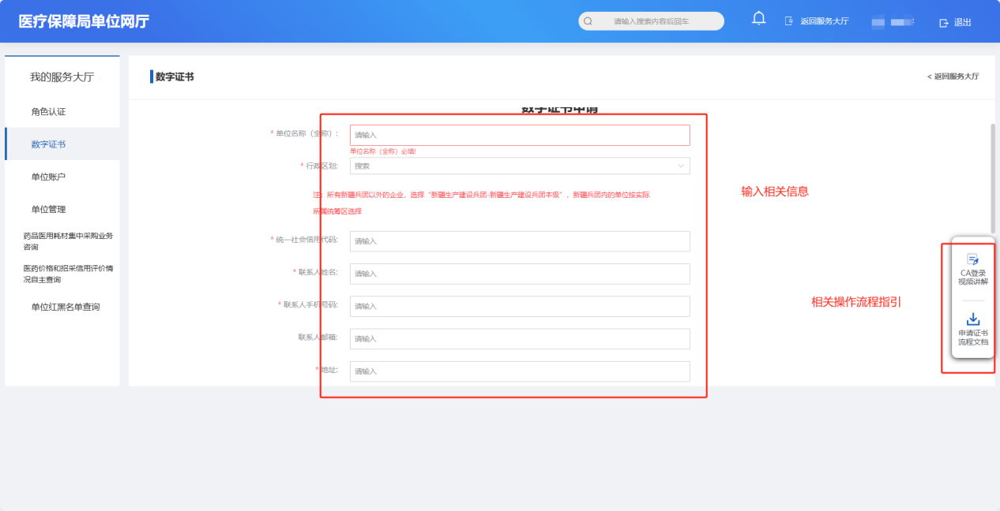 医疗保障局单位网厅
请输入搜索内容后回车
返回服务大厅
退出
我的服务大厅
角色认证
数字证书
单位账户
单位管理
药品医用耗材集中采购业务
咨询
医药价格和招采信用评价情
况自主查询
单位红黑名单查询
数字证书
< 返回服务大厅
数字证书申请
* 单位名称（全称）: 请输入
单位名称（全称）必填!
* 行政区划: 搜索
注：所有新疆兵团以外的企业，选择“新疆生产建设兵团-新疆生产建设兵团本级”，新疆兵团内的单位按实际
所属统筹区选择
* 统一社会信用代码: 请输入
* 联系人姓名: 请输入
* 联系人手机号码: 请输入
联系人邮箱: 请输入
* 地址: 请输入
输入相关信息
相关操作流程指引
CA登录
视频讲解
申请证书
流程文档